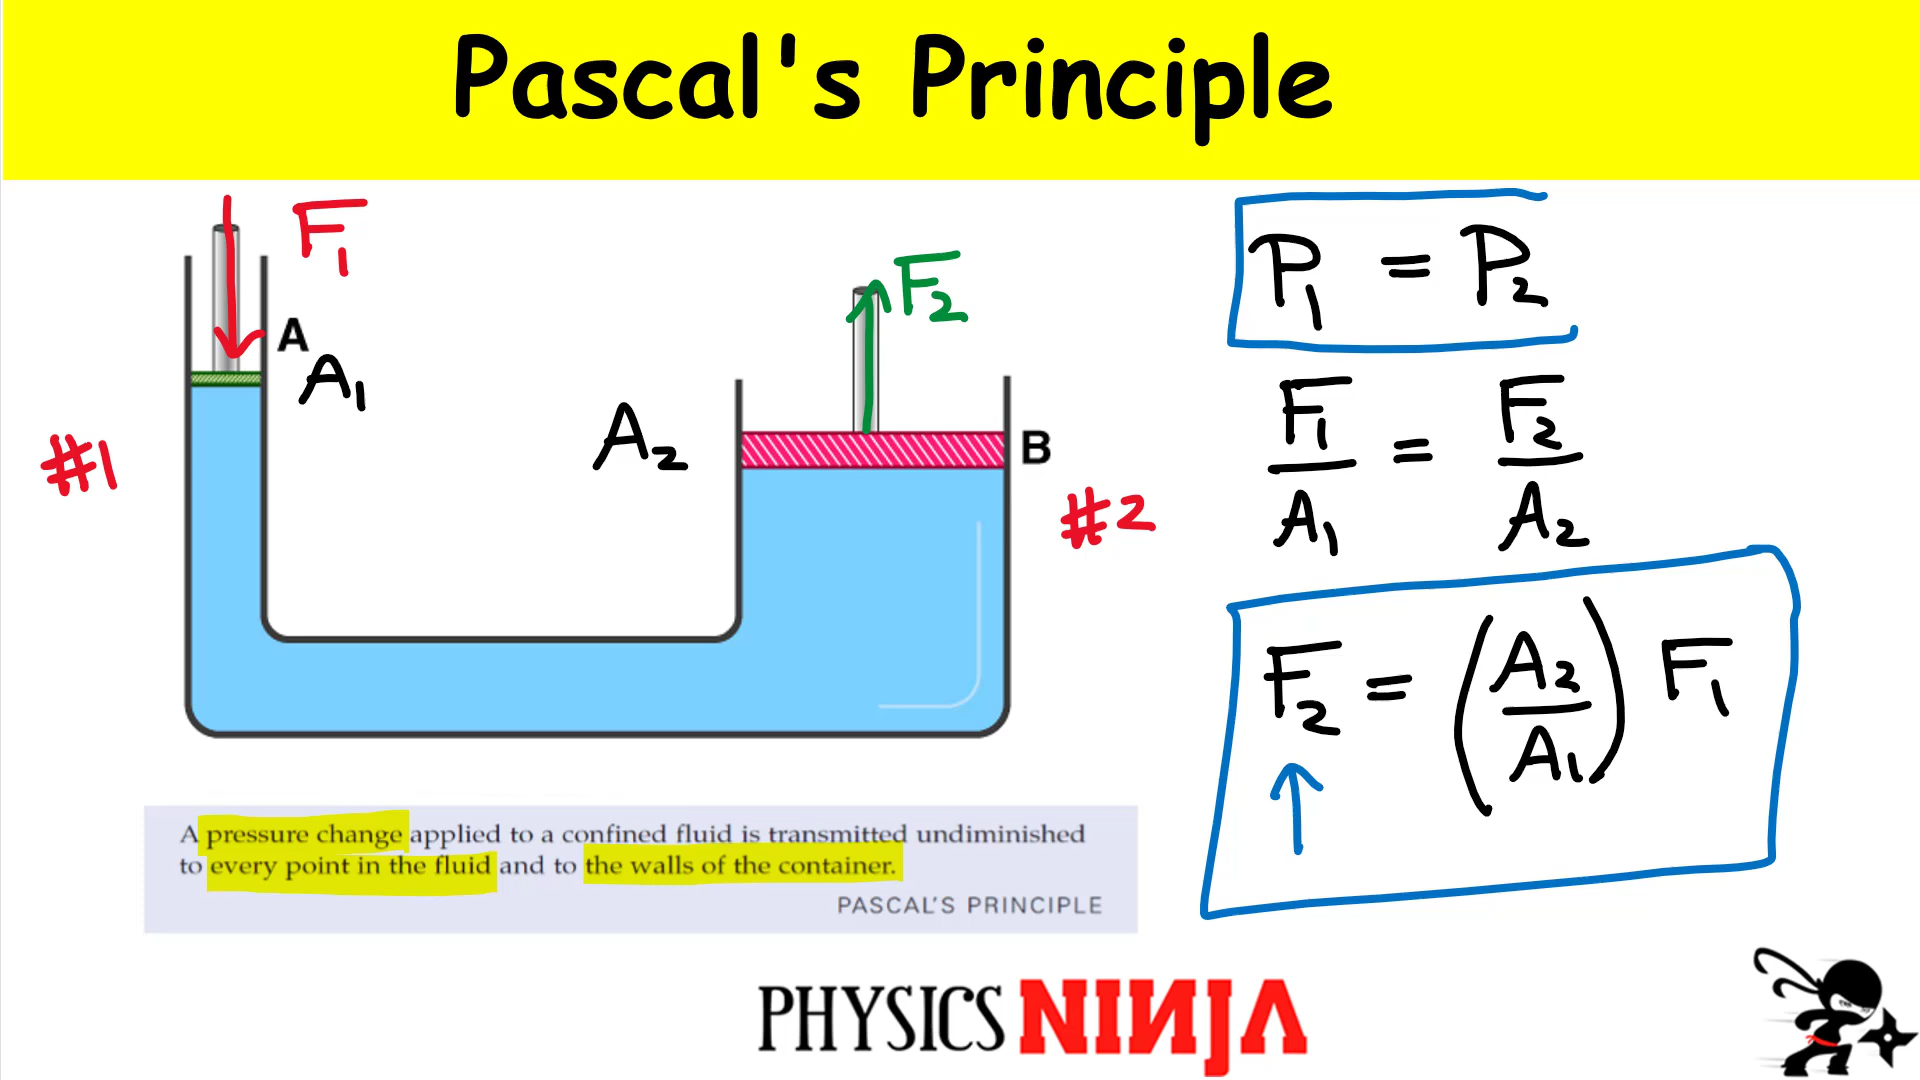 Pascal's Principle
F₁
F₂
A
A₁
A₂
B
#1
#2
P₁ = P₂
F₁/A₁ = F₂/A₂
F₂ = (A₂/A₁) F₁
A pressure change applied to a confined fluid is transmitted undiminished
to every point in the fluid and to the walls of the container.
PASCAL'S PRINCIPLE
PHYSICS NINJA